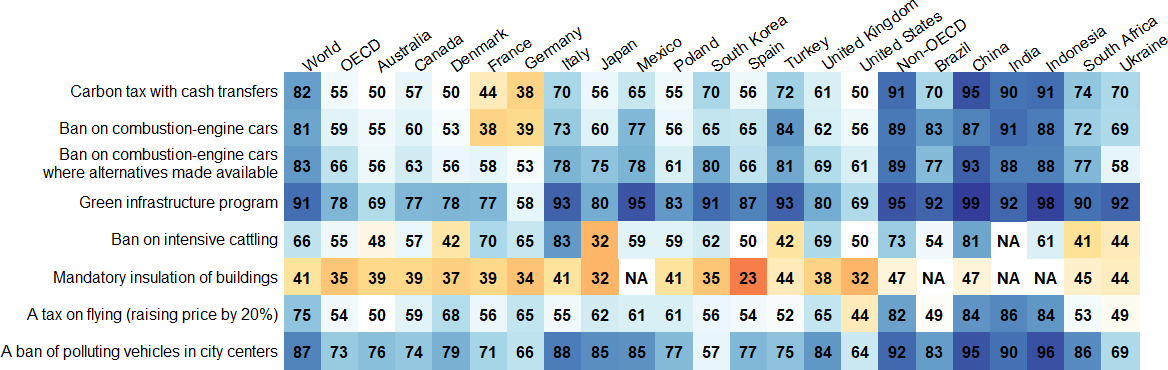 World OECD Australia Canada Denmark France Germany Italy Japan Mexico Poland South Korea Spain Turkey United Kingdom United States Non-OECD Brazil China India Indonesia South Africa Ukraine
Carbon tax with cash transfers 82 55 50 57 50 44 38 70 56 65 55 70 56 72 61 50 91 70 95 90 91 74 70
Ban on combustion-engine cars 81 59 55 60 53 38 39 73 60 77 56 65 65 84 62 56 89 83 87 91 88 72 69
Ban on combustion-engine cars
where alternatives made available 83 66 56 63 56 58 53 78 75 78 61 80 66 81 69 61 89 77 93 88 88 77 58
Green infrastructure program 91 78 69 77 78 77 58 93 80 95 83 91 87 93 80 69 95 92 99 92 98 90 92
Ban on intensive cattling 66 55 48 57 42 70 65 83 32 59 59 62 50 42 69 50 73 54 81 NA 61 41 44
Mandatory insulation of buildings 41 35 39 39 37 39 34 41 32 NA 41 35 23 44 38 32 47 NA 47 NA NA 45 44
A tax on flying (raising price by 20%) 75 54 50 59 68 56 65 55 62 61 61 56 54 52 65 44 82 49 84 86 84 53 49
A ban of polluting vehicles in city centers 87 73 76 74 79 71 66 88 85 85 77 57 77 75 84 64 92 83 95 90 96 86 69